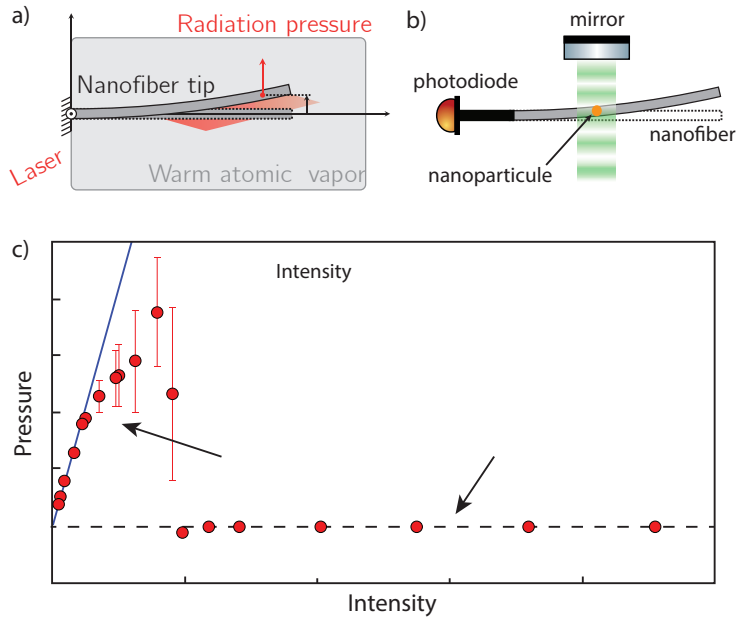 a)
Radiation pressure
Nanofiber tip
Laser
Warm atomic vapor
b)
mirror
photodiode
nanofiber
nanoparticule
c)
Intensity
Pressure
Intensity